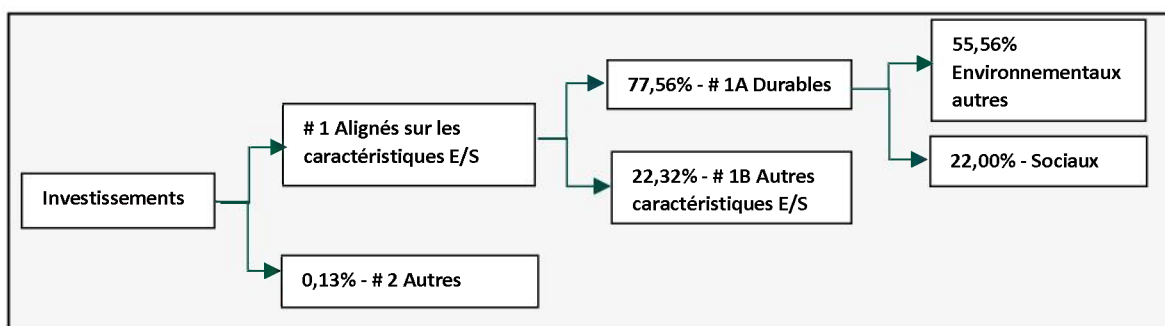 Investissements
# 1 Alignés sur les
caractéristiques E/S
0,13% - # 2 Autres
77,56% - # 1A Durables
22,32% - # 1B Autres
caractéristiques E/S
55,56%
Environnementaux
autres
22,00% - Sociaux